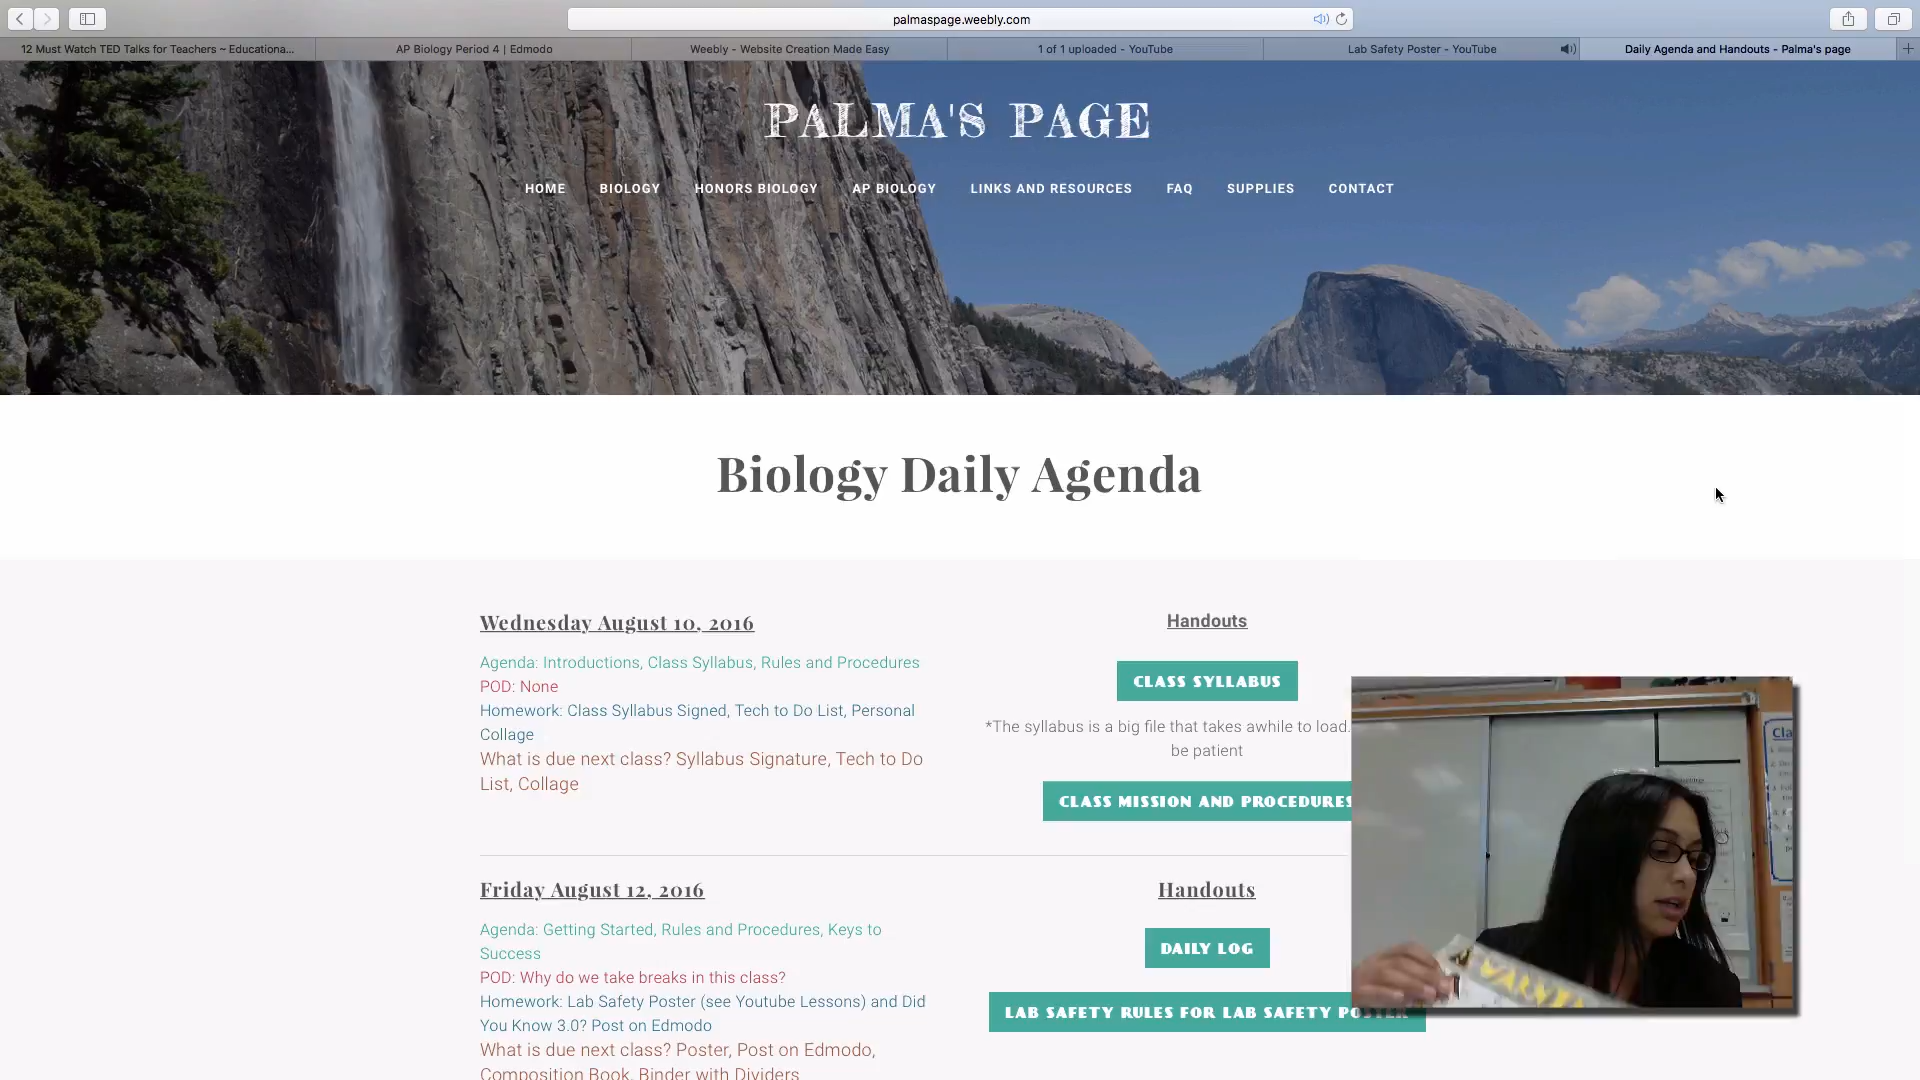 palmaspage.weebly.com
12 Must Watch TED Talks for Teachers ~ Educationa...
AP Biology Period 4 | Edmodo
Weebly - Website Creation Made Easy
1 of 1 uploaded - YouTube
Lab Safety Poster - YouTube
Daily Agenda and Handouts - Palma's page
PALMA'S PAGE
HOME
BIOLOGY
HONORS BIOLOGY
AP BIOLOGY
LINKS AND RESOURCES
FAQ
SUPPLIES
CONTACT
Biology Daily Agenda
Wednesday August 10, 2016
Agenda: Introductions, Class Syllabus, Rules and Procedures
POD: None
Homework: Class Syllabus Signed, Tech to Do List, Personal
Collage
What is due next class? Syllabus Signature, Tech to Do
List, Collage
Handouts
CLASS SYLLABUS
*The syllabus is a big file that takes awhile to load.
be patient
CLASS MISSION AND PROCEDURES
Friday August 12, 2016
Agenda: Getting Started, Rules and Procedures, Keys to
Success
POD: Why do we take breaks in this class?
Homework: Lab Safety Poster (see Youtube Lessons) and Did
You Know 3.0? Post on Edmodo
What is due next class? Poster, Post on Edmodo,
Composition Book, Binder with Dividers
Handouts
DAILY LOG
LAB SAFETY RULES FOR LAB SAFETY POSTER
Cla